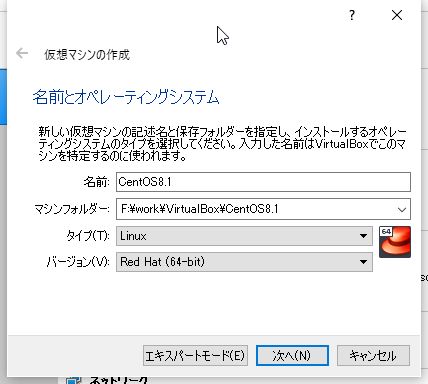 ?
仮想マシンの作成
名前とオペレーティングシステム
新しい仮想マシンの記述名と保存フォルダーを指定し、インストールするオペレー
ティングシステムのタイプを選択してください。入力した名前はVirtualBoxでこのマ
シンを特定するのに使われます。
名前: CentOS8.1
マシンフォルダー: F:¥work¥VirtualBox¥CentOS8.1
タイプ(T): Linux
64
バージョン(V): Red Hat (64-bit)
エキスパートモード(E) 次へ(N) キャンセル
ネットワーク